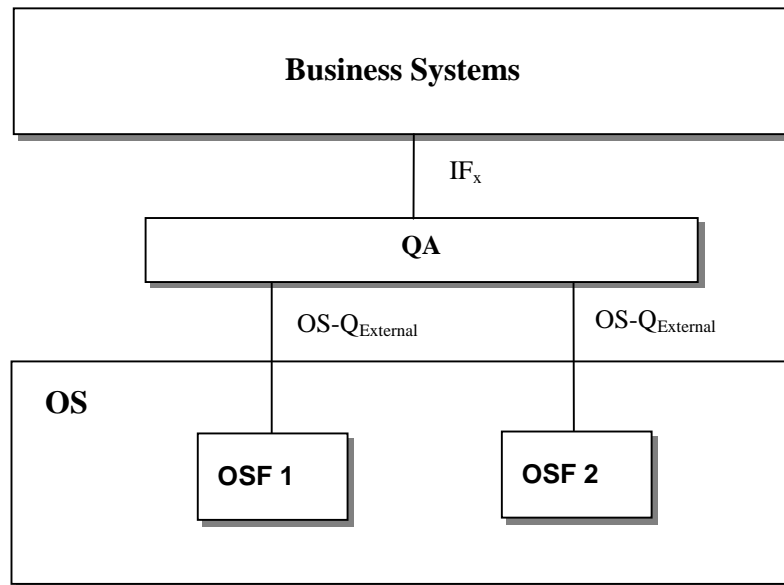 Business Systems
IFx
QA
OS-QExternal
OS-QExternal
OS
OSF 1
OSF 2